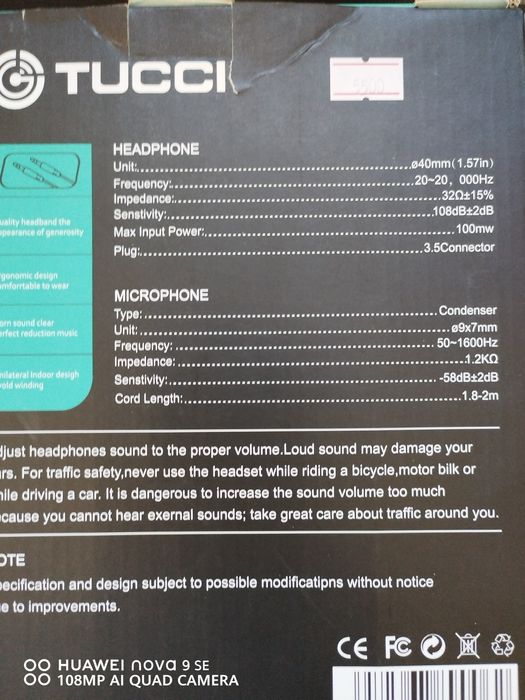 TUCCI
5500
HEADPHONE
Unit: ø40mm(1.57in)
Frequency: 20~20, 000Hz
Impedance: 32Ω±15%
Senstivity: 108dB±2dB
Max Input Power: 100mw
Plug: 3.5Connector
uality headband the
ppearance of generosity
rgonomic design
omforrtable to wear
orn sound clear
erfect reduction music
nilateral indoor desigh
void winding
MICROPHONE
Type: Condenser
Unit: ø9x7mm
Frequency: 50~1600Hz
Impedance: 1.2KΩ
Senstivity: -58dB±2dB
Cord Length: 1.8-2m
djust headphones sound to the proper volume.Loud sound may damage your
rs. For traffic safety,never use the headset while riding a bicycle,motor bilk or
hile driving a car. It is dangerous to increase the sound volume too much
ecause you cannot hear exernal sounds; take great care about traffic around you.
OTE
pecification and design subject to possible modificatipns without notice
e to improvements.
CE FC
HUAWEI nova 9 SE
108MP AI QUAD CAMERA